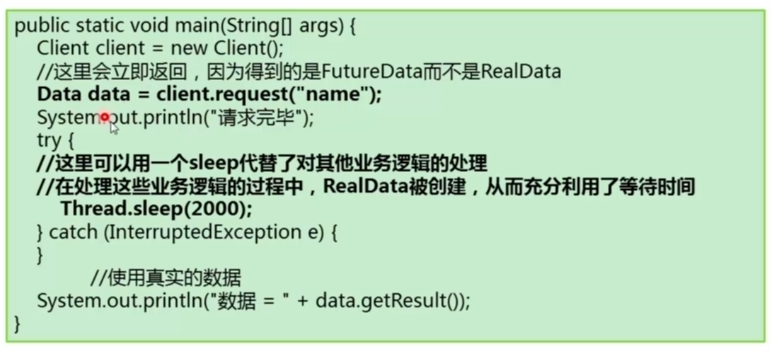 public static void main(String[] args) {
Client client = new Client();
//这里会立即返回，因为得到的是FutureData而不是RealData
Data data = client.request("name");
System.out.println("请求完毕");
try {
//这里可以用一个sleep代替了对其他业务逻辑的处理
//在处理这些业务逻辑的过程中，RealData被创建，从而充分利用了等待时间
Thread.sleep(2000);
} catch (InterruptedException e) {
}
//使用真实的数据
System.out.println("数据 = " + data.getResult());
}